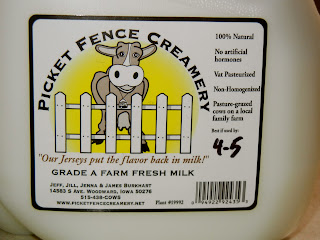 PICKET FENCE CREAMERY
100% Natural
No artificial
hormones
Vat Pasteurized
Non-Homogenized
Pasture-grazed
cows on a local
family farm
Best if used by:
4-5
"Our Jerseys put the flavor back in milk!"
GRADE A FARM FRESH MILK
JEFF, JILL, JENNA & JAMES BURKHART
14583 S AVE. WOODWARD, IOWA 50276
515-438-COWS
WWW.PICKETFENCECREAMERY.NET
Plant #19992